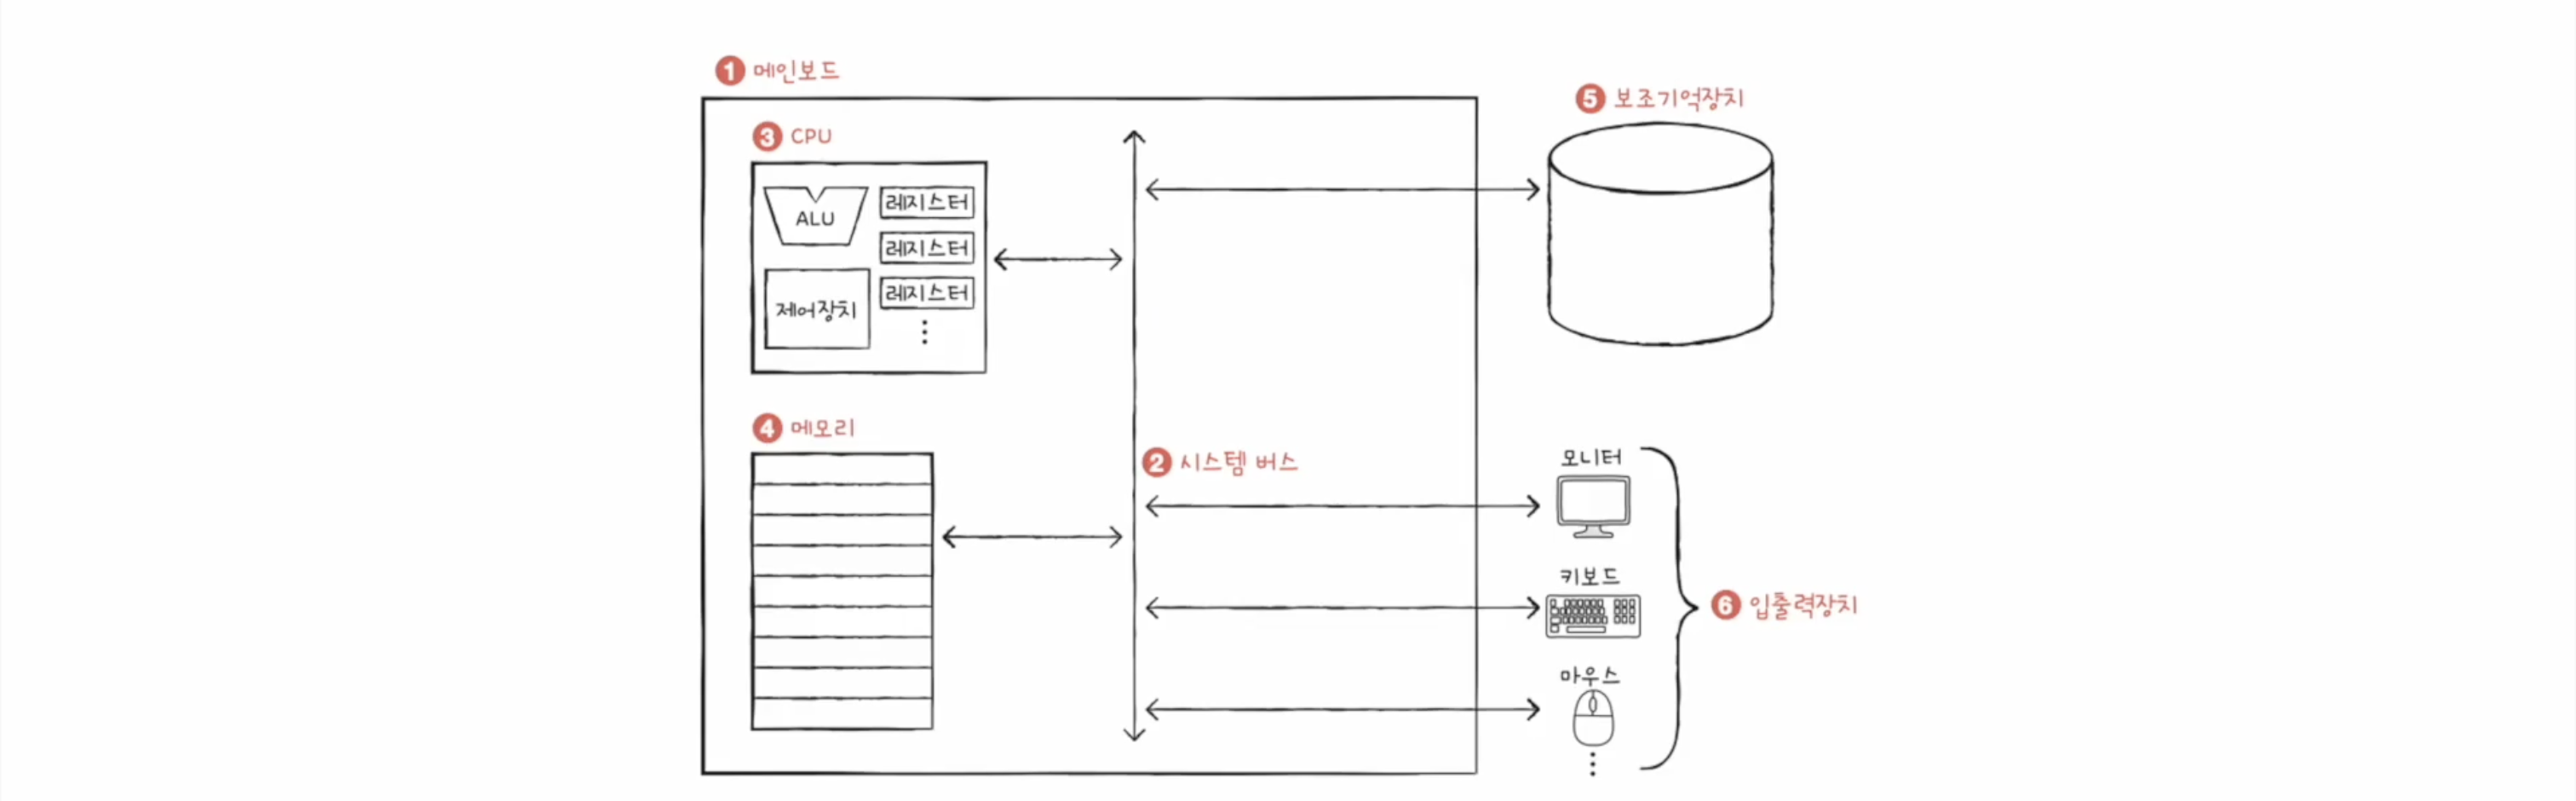 1 메인보드
3 CPU
ALU
제어장치
레지스터
레지스터
레지스터
4 메모리
2 시스템 버스
5 보조기억장치
모니터
키보드
마우스
6 입출력장치